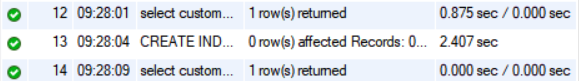 12 09:28:01 select custom... 1 row(s) returned 0.875 sec / 0.000 sec
13 09:28:04 CREATE IND... 0 row(s) affected Records: 0... 2.407 sec
14 09:28:09 select custom... 1 row(s) returned 0.000 sec / 0.000 sec